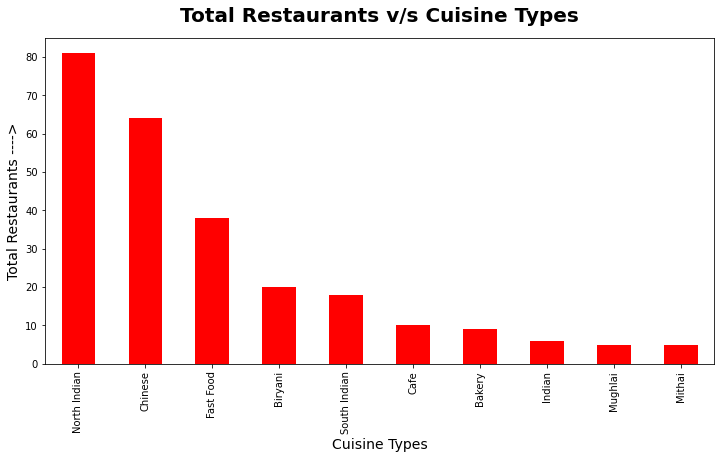 Total Restaurants v/s Cuisine Types
Total Restaurants ---->
80
70
60
50
40
30
20
10
0
North Indian
Chinese
Fast Food
Biryani
South Indian
Cafe
Bakery
Indian
Mughlai
Mithai
Cuisine Types